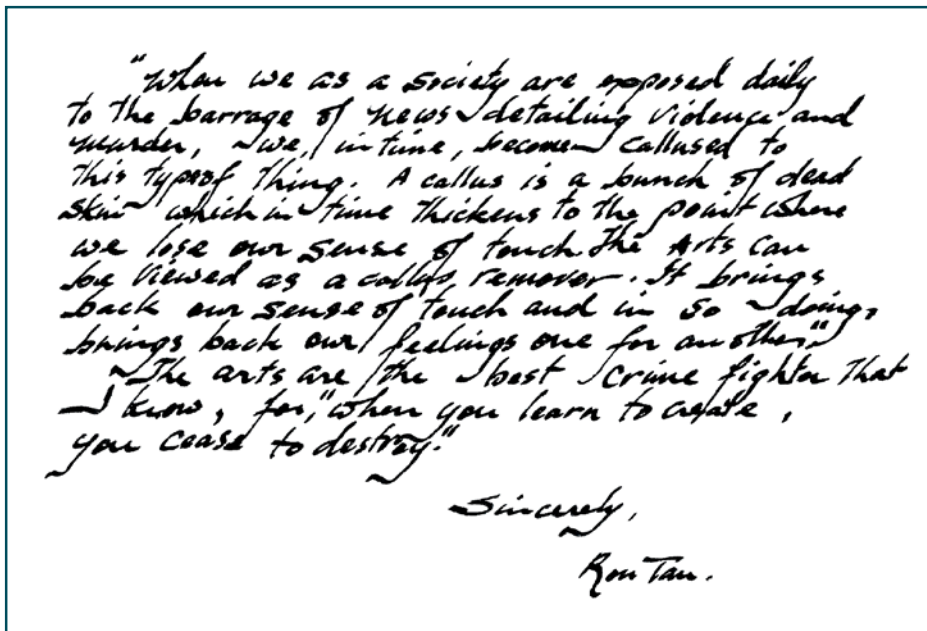 "When we as a society are exposed daily
to the barrage of news detailing violence and
murder, we, in time, become callused to
this type of thing. A callus is a bunch of dead
skin which in time thickens to the point where
we lose our sense of touch. The Arts can
be viewed as a callus remover. It brings
back our sense of touch and in so doing,
brings back our feelings one for another."
The arts are the best crime fighter that
I know, for, "when you learn to create,
you cease to destroy."
Sincerely,
Ron Tan.